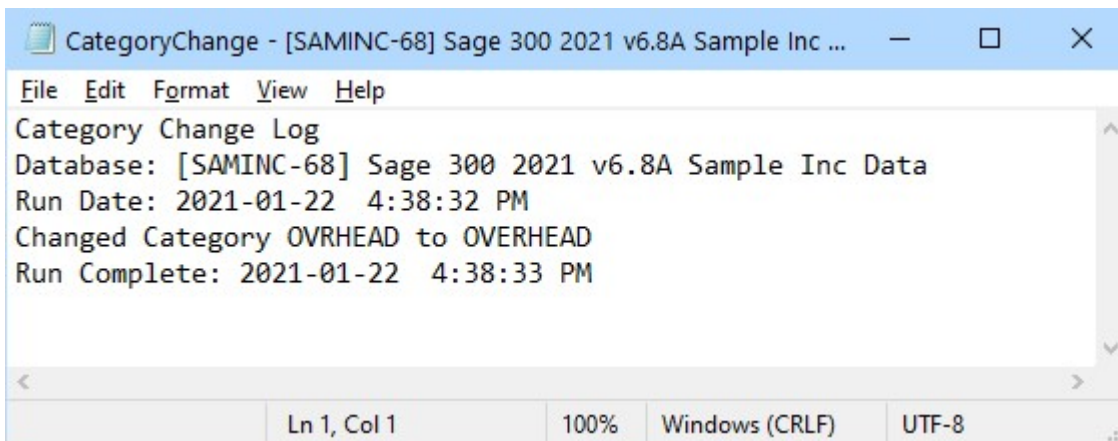 CategoryChange - [SAMINC-68] Sage 300 2021 v6.8A Sample Inc ...
File Edit Format View Help
Category Change Log
Database: [SAMINC-68] Sage 300 2021 v6.8A Sample Inc Data
Run Date: 2021-01-22  4:38:32 PM
Changed Category OVRHEAD to OVERHEAD
Run Complete: 2021-01-22  4:38:33 PM
Ln 1, Col 1 100% Windows (CRLF) UTF-8